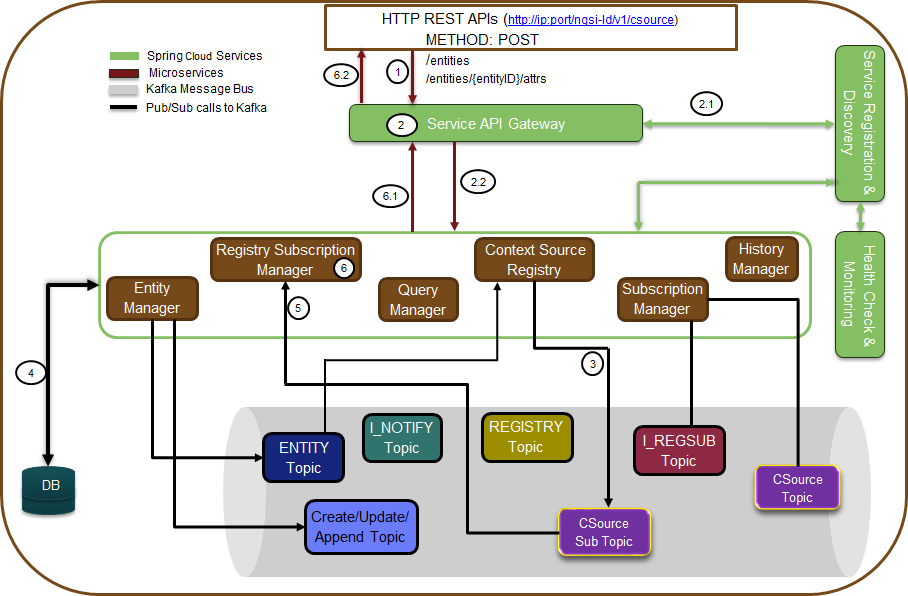 HTTP REST APIs (http://ip:port/ngsi-ld/v1/csource)
METHOD: POST
/entities
/entities/{entityID}/attrs
Spring Cloud Services
Microservices
Kafka Message Bus
Pub/Sub calls to Kafka
6.2
1
2
Service API Gateway
2.1
Service Registration &
Discovery
6.1
2.2
Registry Subscription
Manager
6
Context Source
Registry
History
Manager
Entity
Manager
Query
Manager
Subscription
Manager
Health Check &
Monitoring
5
3
4
ENTITY
Topic
I_NOTIFY
Topic
REGISTRY
Topic
I_REGSUB
Topic
CSource
Topic
DB
Create/Update/
Append Topic
CSource
Sub Topic